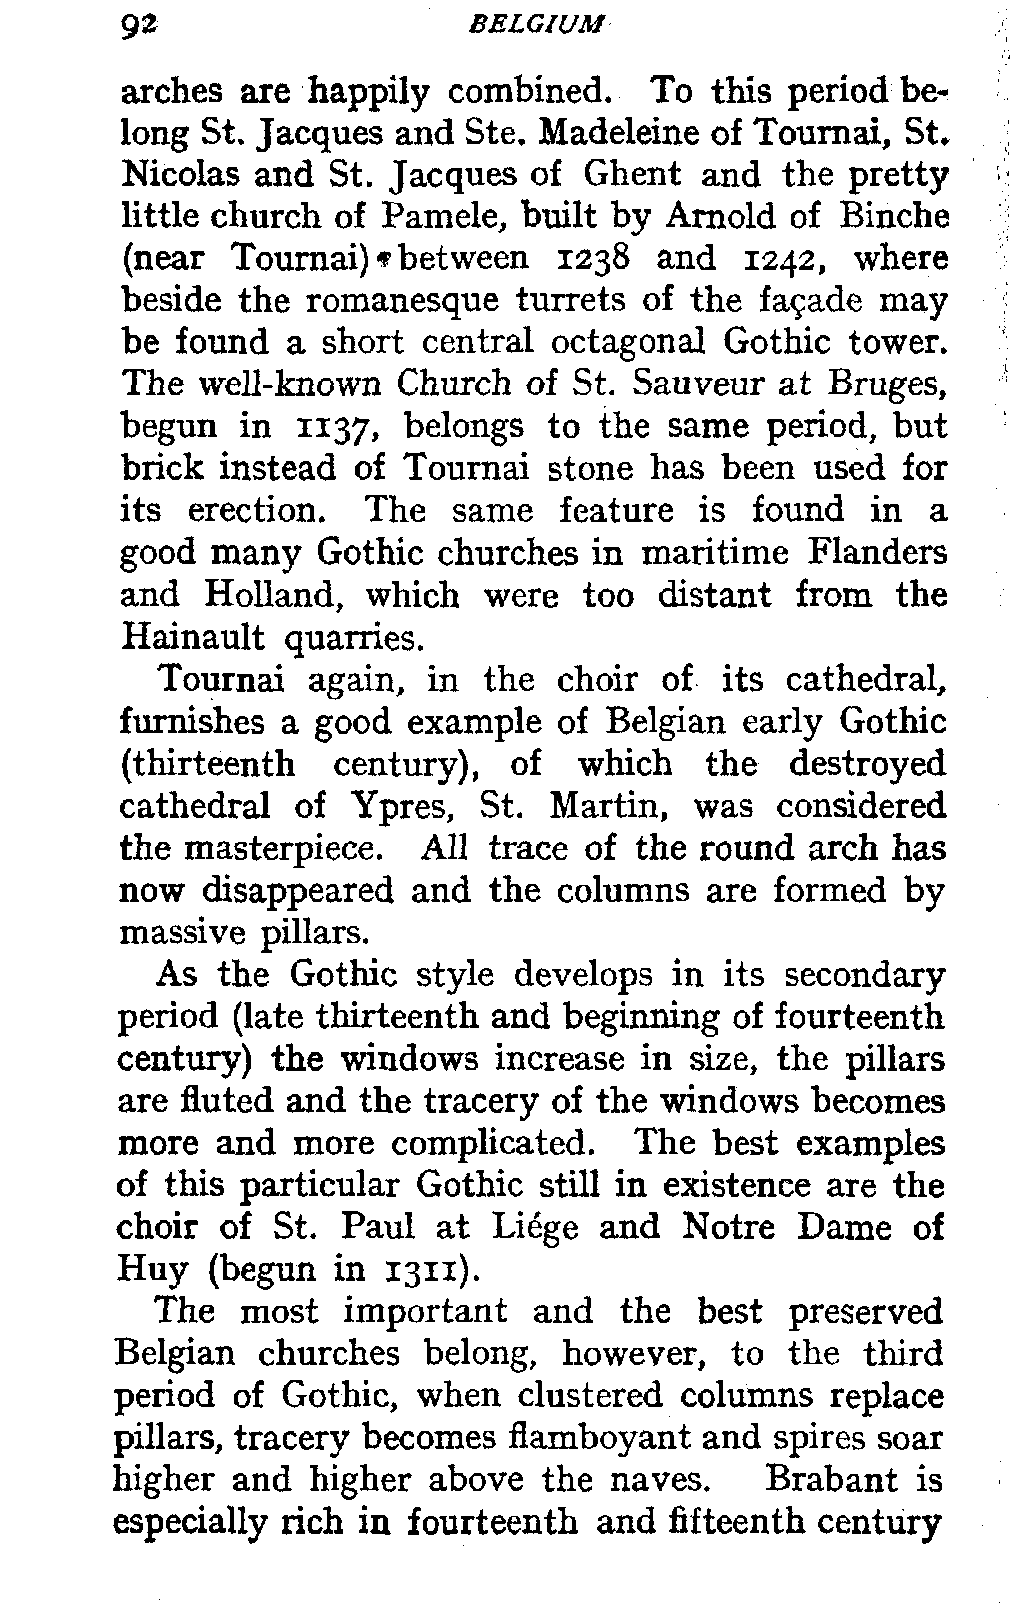 92 BELGIUM
arches are happily combined. To this period be-
long St. Jacques and Ste. Madeleine of Tournai, St.
Nicolas and St. Jacques of Ghent and the pretty
little church of Pamele, built by Arnold of Binche
(near Tournai) between 1238 and 1242, where
beside the romanesque turrets of the façade may
be found a short central octagonal Gothic tower.
The well-known Church of St. Sauveur at Bruges,
begun in 1137, belongs to the same period, but
brick instead of Tournai stone has been used for
its erection. The same feature is found in a
good many Gothic churches in maritime Flanders
and Holland, which were too distant from the
Hainault quarries.
Tournai again, in the choir of its cathedral,
furnishes a good example of Belgian early Gothic
(thirteenth century), of which the destroyed
cathedral of Ypres, St. Martin, was considered
the masterpiece. All trace of the round arch has
now disappeared and the columns are formed by
massive pillars.
As the Gothic style develops in its secondary
period (late thirteenth and beginning of fourteenth
century) the windows increase in size, the pillars
are fluted and the tracery of the windows becomes
more and more complicated. The best examples
of this particular Gothic still in existence are the
choir of St. Paul at Liége and Notre Dame of
Huy (begun in 1311).
The most important and the best preserved
Belgian churches belong, however, to the third
period of Gothic, when clustered columns replace
pillars, tracery becomes flamboyant and spires soar
higher and higher above the naves. Brabant is
especially rich in fourteenth and fifteenth century